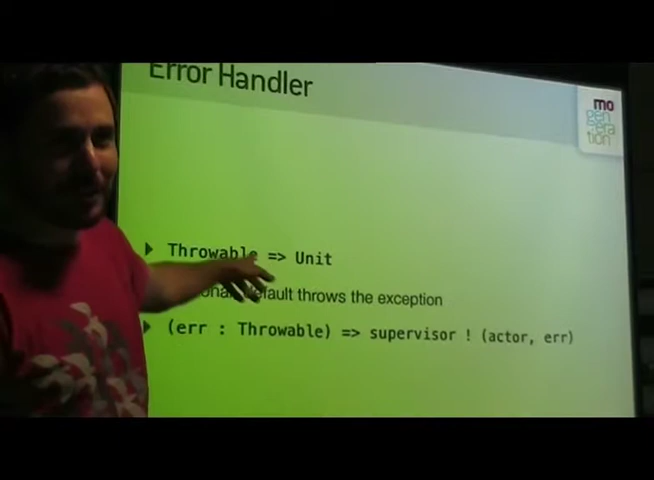 Error Handler
mo
gen
era
tion
Throwable => Unit
default throws the exception
(err : Throwable) => supervisor ! (actor, err)